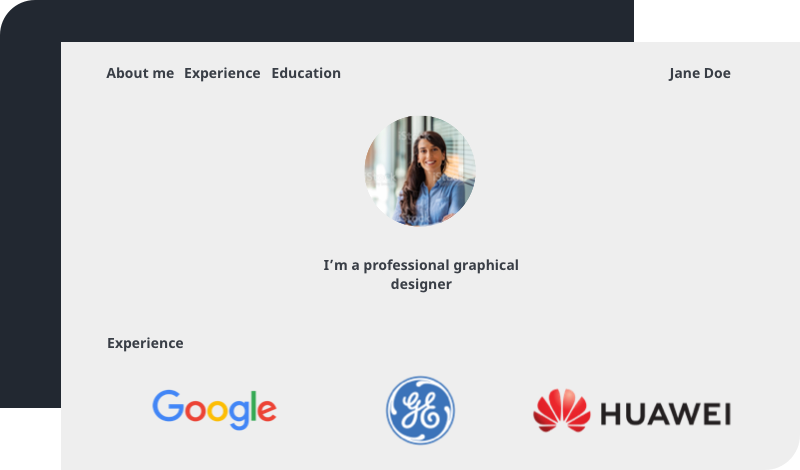 About me Experience Education Jane Doe
I’m a professional graphical
designer
Experience
Google GE HUAWEI